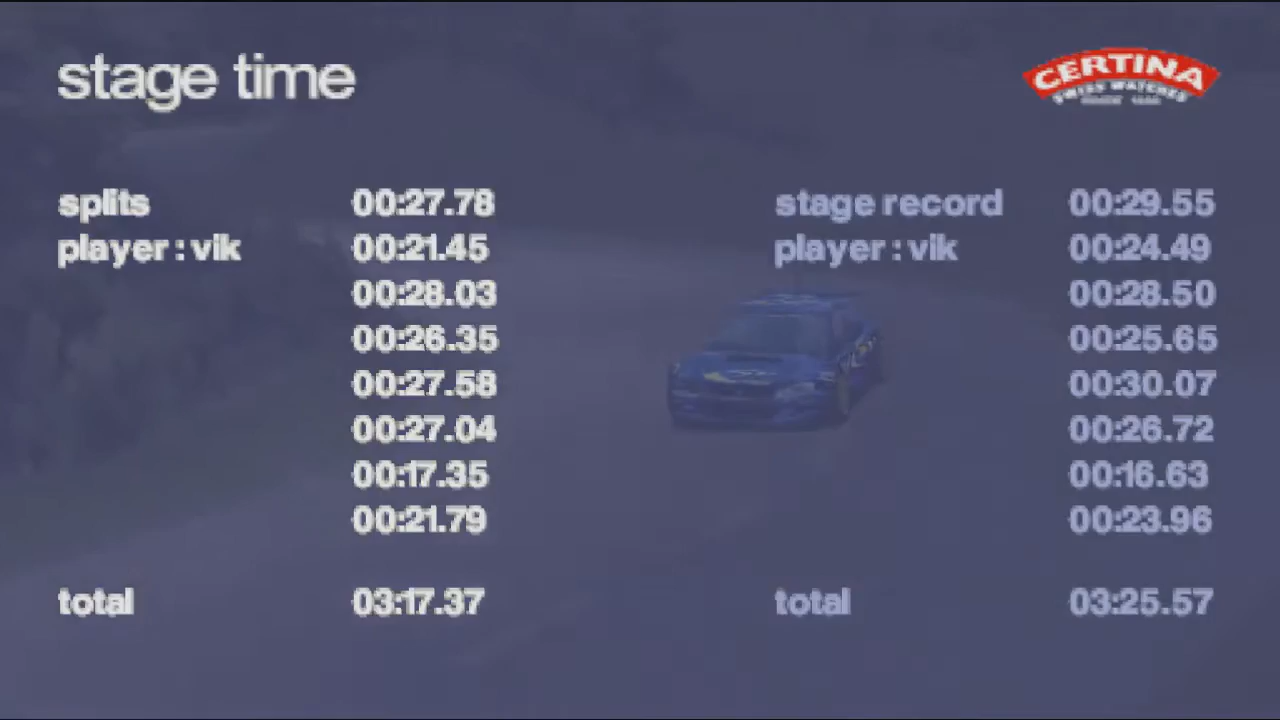 stage time
CERTINA
SWISS WATCHES
splits 00:27.78 stage record 00:29.55
player : vik 00:21.45 player : vik 00:24.49
00:28.03 00:28.50
00:26.35 00:25.65
00:27.58 00:30.07
00:27.04 00:26.72
00:17.35 00:16.63
00:21.79 00:23.96
total 03:17.37 total 03:25.57